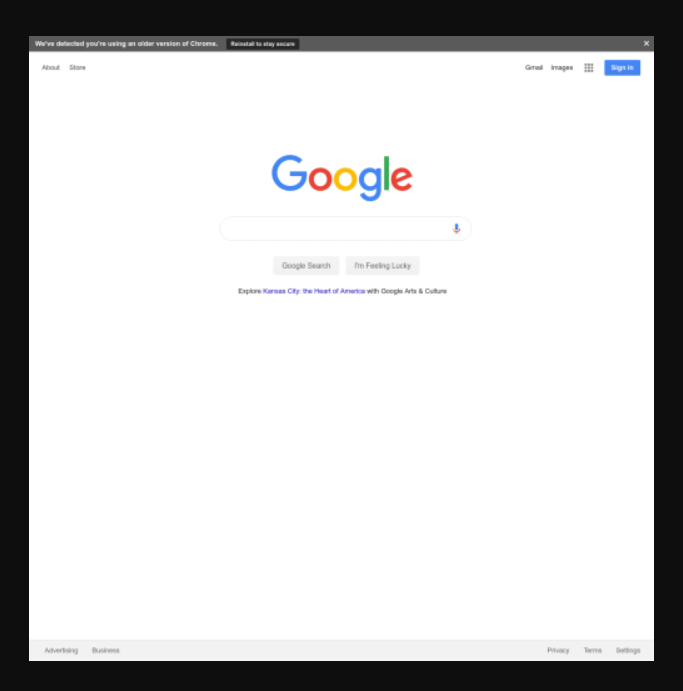 We've detected you're using an older version of Chrome. Reinstall to stay secure ×
About Store Gmail Images Sign in
Google
Google Search I'm Feeling Lucky
Explore Kansas City: the Heart of America with Google Arts & Culture
Advertising Business Privacy Terms Settings